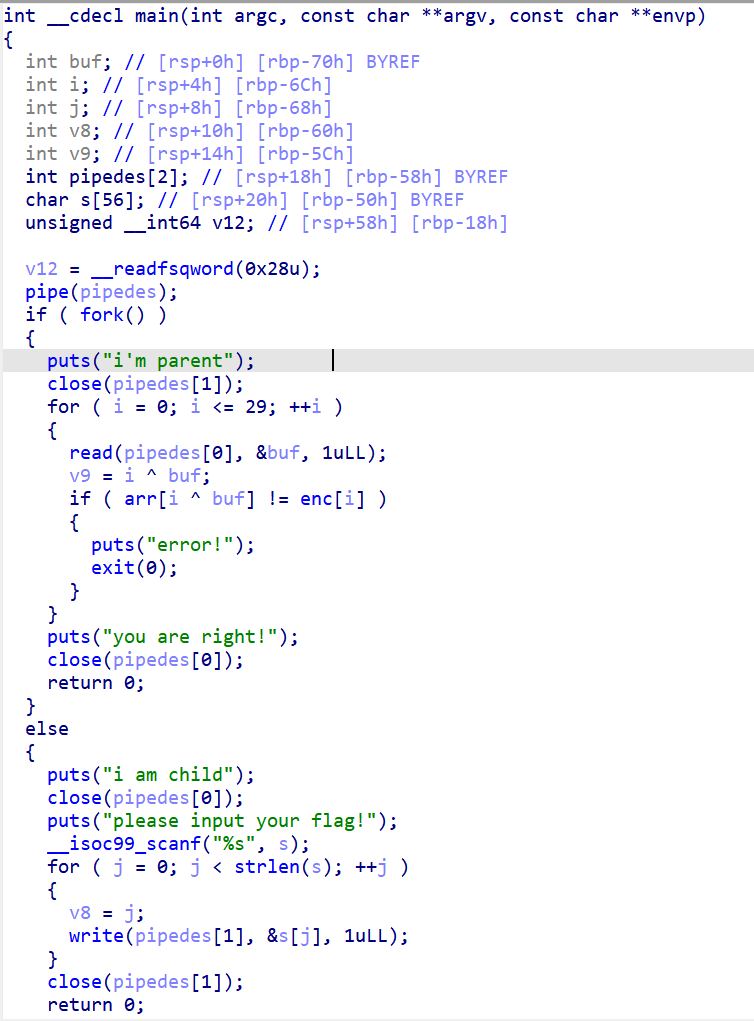 int __cdecl main(int argc, const char **argv, const char **envp)
{
  int buf; // [rsp+0h] [rbp-70h] BYREF
  int i; // [rsp+4h] [rbp-6Ch]
  int j; // [rsp+8h] [rbp-68h]
  int v8; // [rsp+10h] [rbp-60h]
  int v9; // [rsp+14h] [rbp-5Ch]
  int pipedes[2]; // [rsp+18h] [rbp-58h] BYREF
  char s[56]; // [rsp+20h] [rbp-50h] BYREF
  unsigned __int64 v12; // [rsp+58h] [rbp-18h]

  v12 = __readfsqword(0x28u);
  pipe(pipedes);
  if ( fork() )
  {
    puts("i'm parent");
    close(pipedes[1]);
    for ( i = 0; i <= 29; ++i )
    {
      read(pipedes[0], &buf, 1uLL);
      v9 = i ^ buf;
      if ( arr[i ^ buf] != enc[i] )
      {
        puts("error!");
        exit(0);
      }
    }
    puts("you are right!");
    close(pipedes[0]);
    return 0;
  }
  else
  {
    puts("i am child");
    close(pipedes[0]);
    puts("please input your flag!");
    __isoc99_scanf("%s", s);
    for ( j = 0; j < strlen(s); ++j )
    {
      v8 = j;
      write(pipedes[1], &s[j], 1uLL);
    }
    close(pipedes[1]);
    return 0;